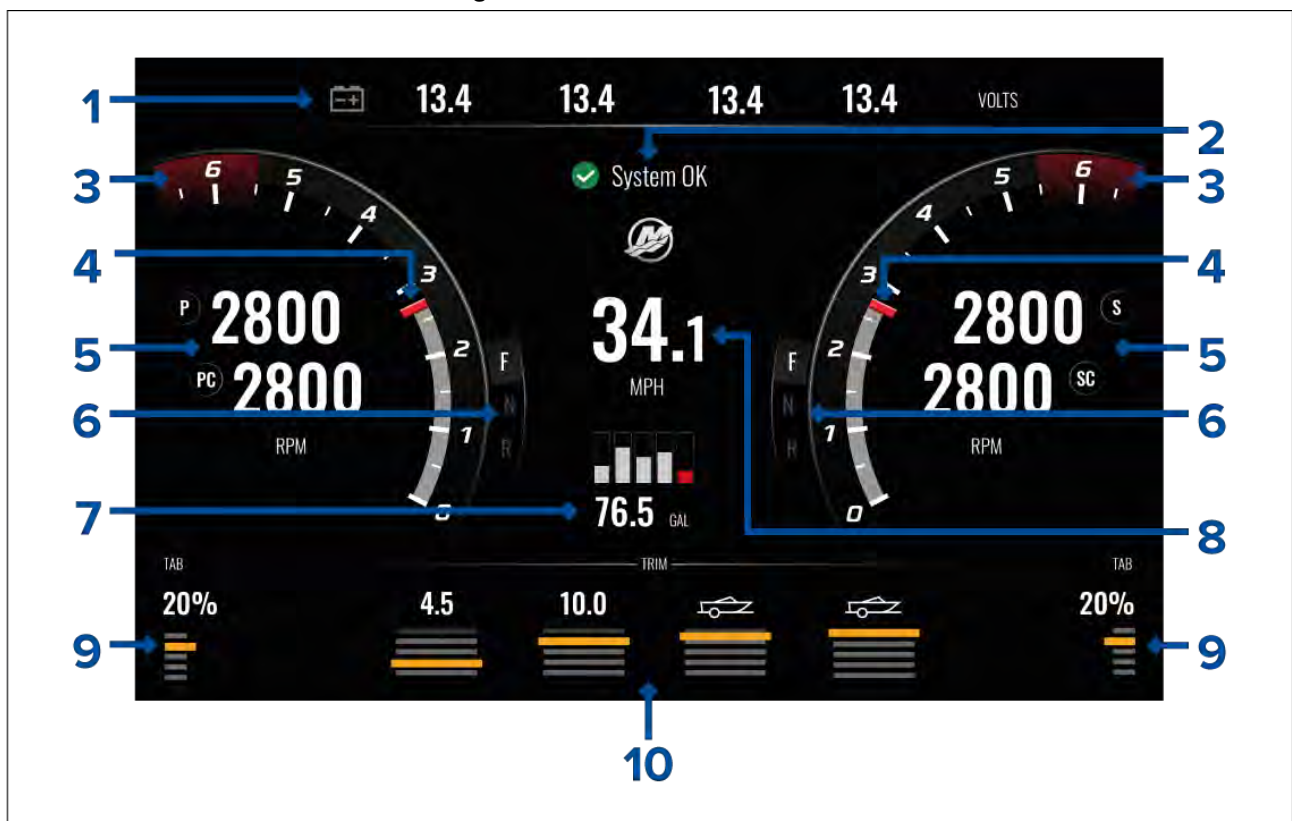 1 13.4 13.4 13.4 13.4 VOLTS
2
System OK
3 6 5 4 3 2 1 0
5 6 3
4 3 2 1 0
4 4
P 2800
PC 2800
RPM
5
34.1
MPH
2800 S
2800 SC
RPM
5
6 F N R
F N R 6
7 76.5 GAL
8
TAB
20%
TRIM
4.5 10.0
TAB
20%
9 9
10